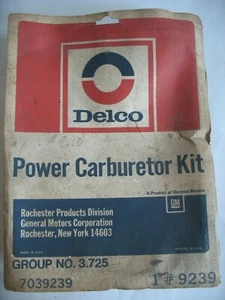 Delco
Power Carburetor Kit
A Product of General Motors
GM
Rochester Products Division
General Motors Corporation
Rochester, New York 14603
GROUP NO. 3.725
7039239
1 # 9239